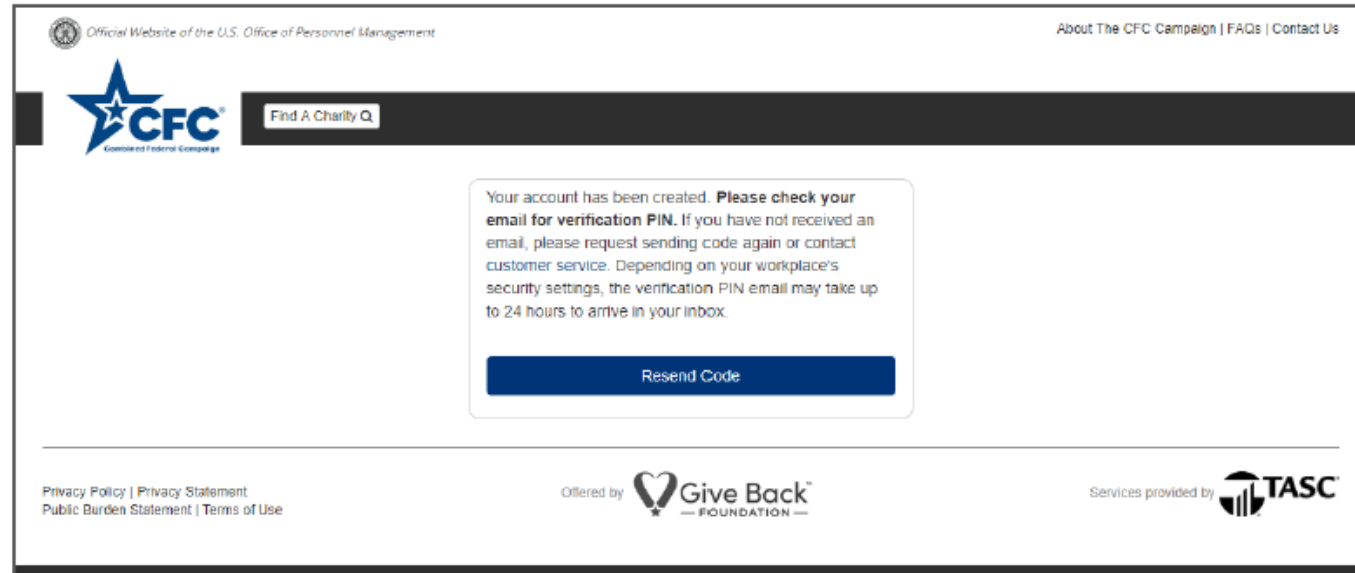 Official Website of the U.S. Office of Personnel Management
About The CFC Campaign | FAQs | Contact Us
CFC®
Combined Federal Campaign
Find A Charity
Your account has been created. Please check your
email for verification PIN. If you have not received an
email, please request sending code again or contact
customer service. Depending on your workplace's
security settings, the verification PIN email may take up
to 24 hours to arrive in your inbox.
Resend Code
Privacy Policy | Privacy Statement
Public Burden Statement | Terms of Use
Offered by
Give Back™
— FOUNDATION —
Services provided by
TASC